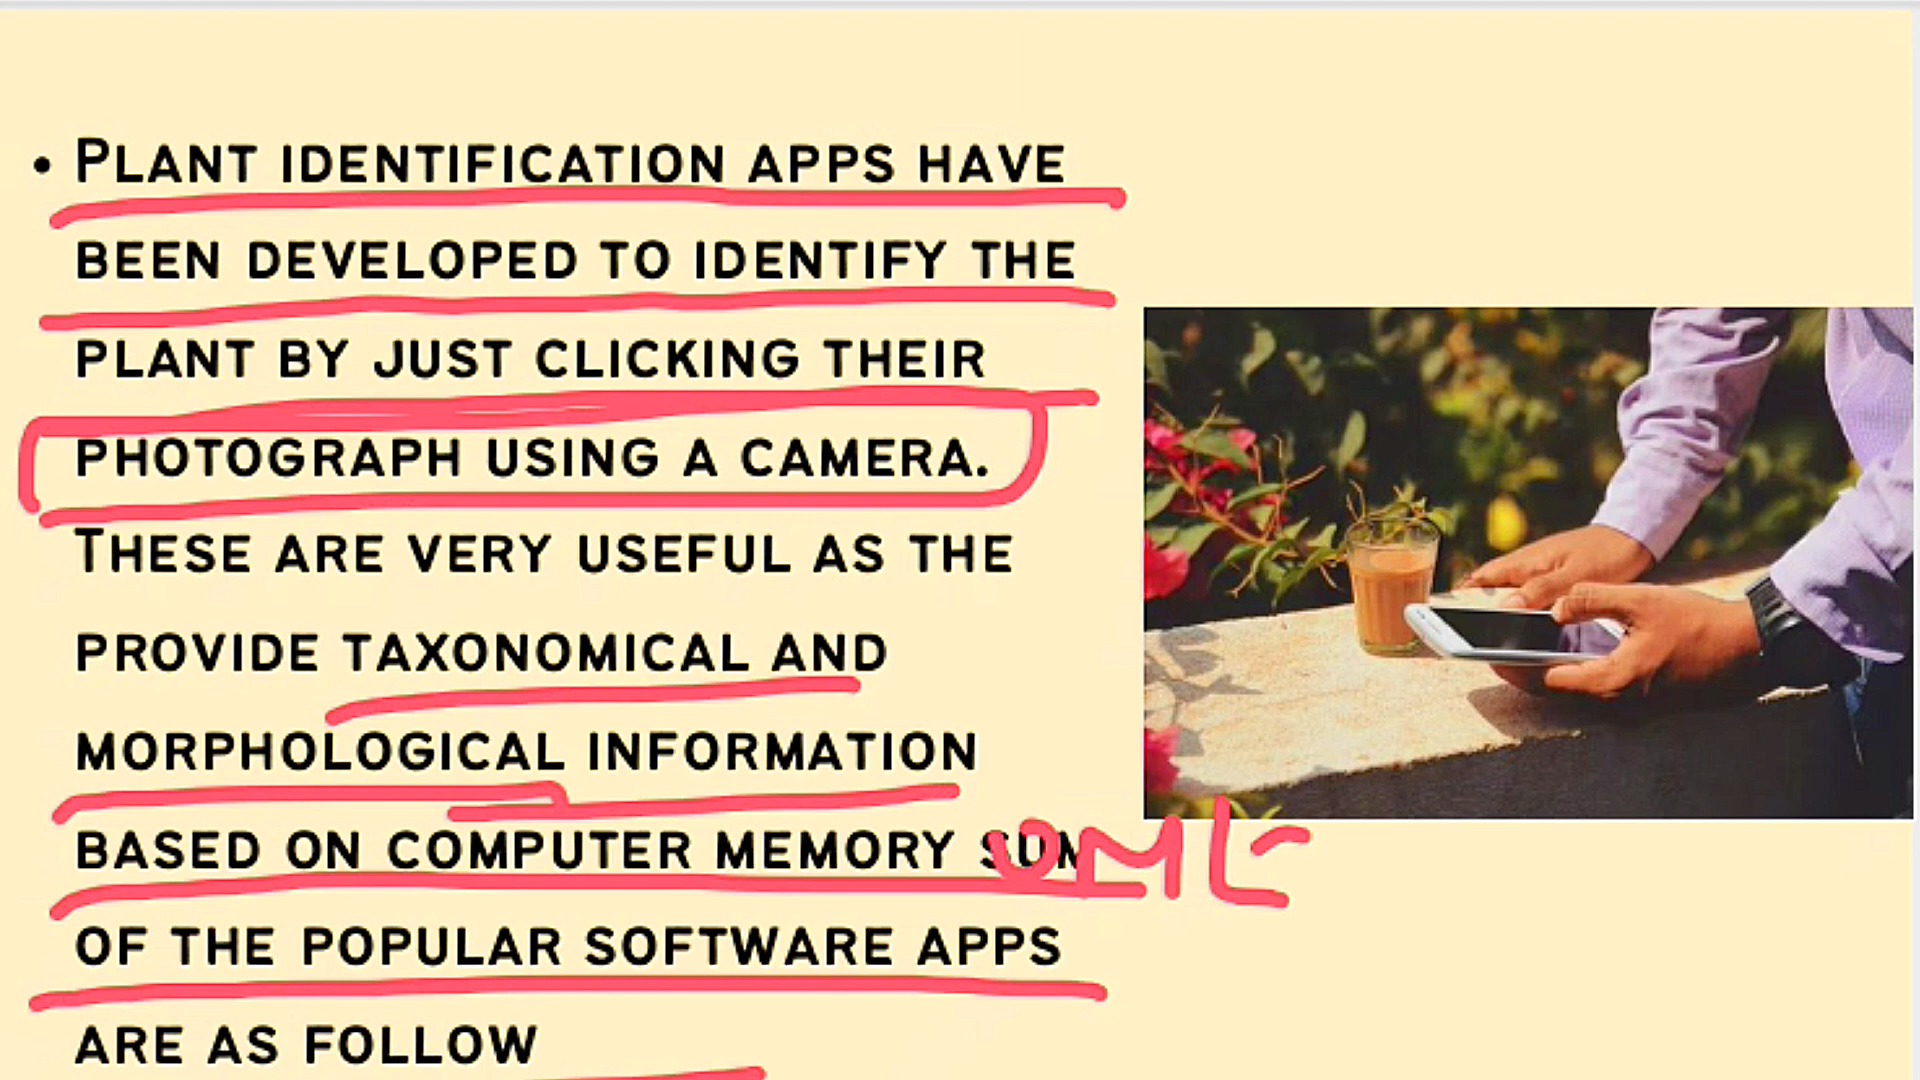 • Plant identification apps have
been developed to identify the
plant by just clicking their
photograph using a camera.
These are very useful as the
provide taxonomical and
morphological information
based on computer memory sum
ome
of the popular software apps
are as follow